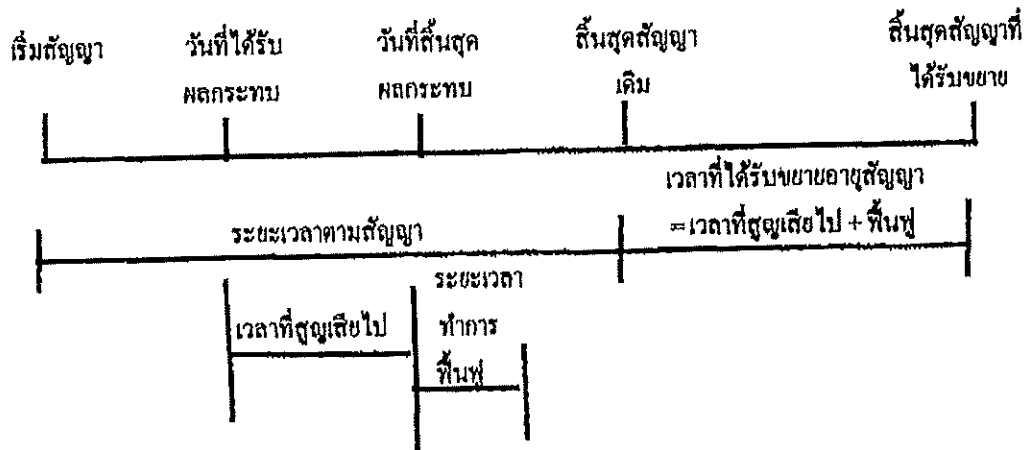 เริ่มสัญญา
วันที่ได้รับ
ผลกระทบ
วันที่สิ้นสุด
ผลกระทบ
สิ้นสุดสัญญา
เดิม
สิ้นสุดสัญญาที่
ได้รับขยาย
เวลาที่ได้รับขยายอายุสัญญา
=เวลาที่สูญเสียไป + ฟื้นฟู
ระยะเวลาตามสัญญา
ระยะเวลา
ทำการ
ฟื้นฟู
เวลาที่สูญเสียไป